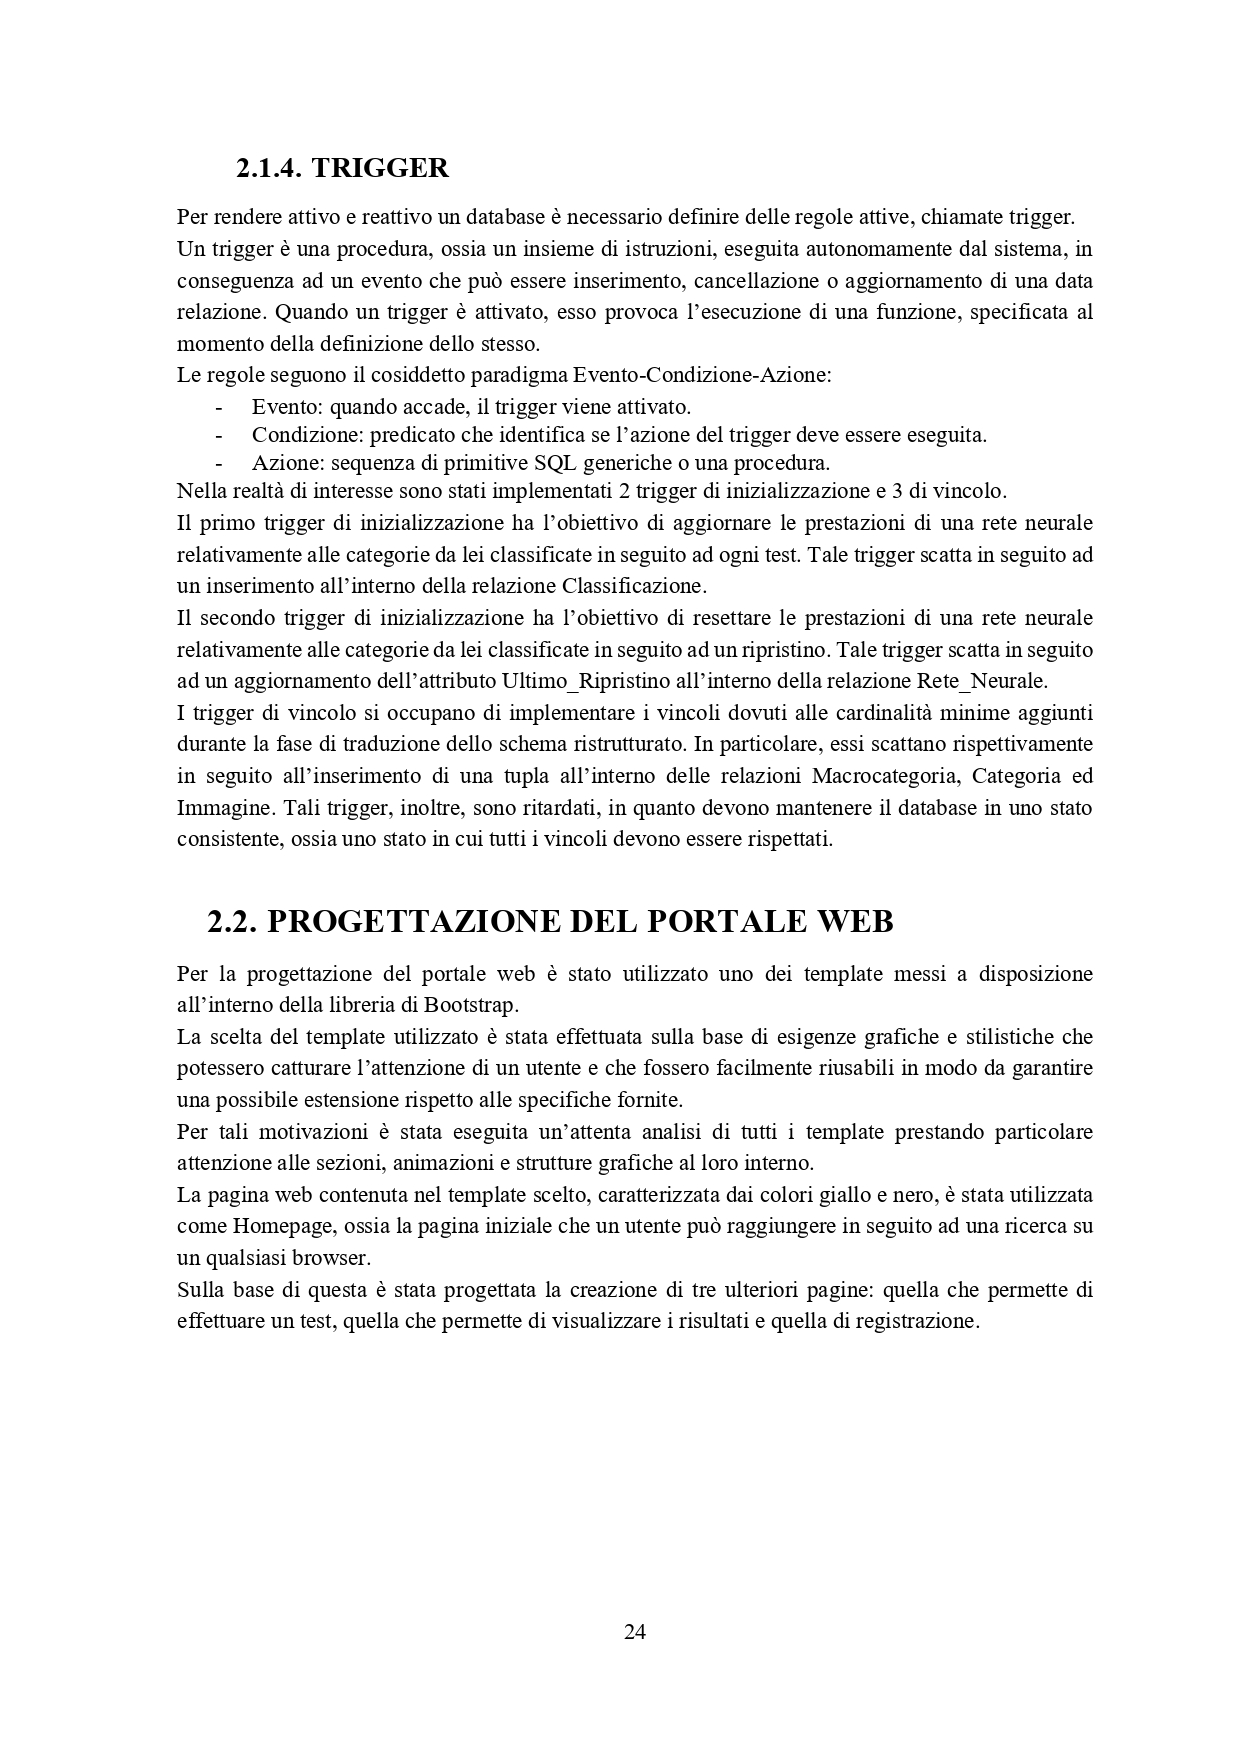 2.1.4. TRIGGER
Per rendere attivo e reattivo un database è necessario definire delle regole attive, chiamate trigger.
Un trigger è una procedura, ossia un insieme di istruzioni, eseguita autonomamente dal sistema, in
conseguenza ad un evento che può essere inserimento, cancellazione o aggiornamento di una data
relazione. Quando un trigger è attivato, esso provoca l’esecuzione di una funzione, specificata al
momento della definizione dello stesso.
Le regole seguono il cosiddetto paradigma Evento-Condizione-Azione:
- Evento: quando accade, il trigger viene attivato.
- Condizione: predicato che identifica se l’azione del trigger deve essere eseguita.
- Azione: sequenza di primitive SQL generiche o una procedura.
Nella realtà di interesse sono stati implementati 2 trigger di inizializzazione e 3 di vincolo.
Il primo trigger di inizializzazione ha l’obiettivo di aggiornare le prestazioni di una rete neurale
relativamente alle categorie da lei classificate in seguito ad ogni test. Tale trigger scatta in seguito ad
un inserimento all’interno della relazione Classificazione.
Il secondo trigger di inizializzazione ha l’obiettivo di resettare le prestazioni di una rete neurale
relativamente alle categorie da lei classificate in seguito ad un ripristino. Tale trigger scatta in seguito
ad un aggiornamento dell’attributo Ultimo_Ripristino all’interno della relazione Rete_Neurale.
I trigger di vincolo si occupano di implementare i vincoli dovuti alle cardinalità minime aggiunti
durante la fase di traduzione dello schema ristrutturato. In particolare, essi scattano rispettivamente
in seguito all’inserimento di una tupla all’interno delle relazioni Macrocategoria, Categoria ed
Immagine. Tali trigger, inoltre, sono ritardati, in quanto devono mantenere il database in uno stato
consistente, ossia uno stato in cui tutti i vincoli devono essere rispettati.
2.2. PROGETTAZIONE DEL PORTALE WEB
Per la progettazione del portale web è stato utilizzato uno dei template messi a disposizione
all’interno della libreria di Bootstrap.
La scelta del template utilizzato è stata effettuata sulla base di esigenze grafiche e stilistiche che
potessero catturare l’attenzione di un utente e che fossero facilmente riusabili in modo da garantire
una possibile estensione rispetto alle specifiche fornite.
Per tali motivazioni è stata eseguita un’attenta analisi di tutti i template prestando particolare
attenzione alle sezioni, animazioni e strutture grafiche al loro interno.
La pagina web contenuta nel template scelto, caratterizzata dai colori giallo e nero, è stata utilizzata
come Homepage, ossia la pagina iniziale che un utente può raggiungere in seguito ad una ricerca su
un qualsiasi browser.
Sulla base di questa è stata progettata la creazione di tre ulteriori pagine: quella che permette di
effettuare un test, quella che permette di visualizzare i risultati e quella di registrazione.
24